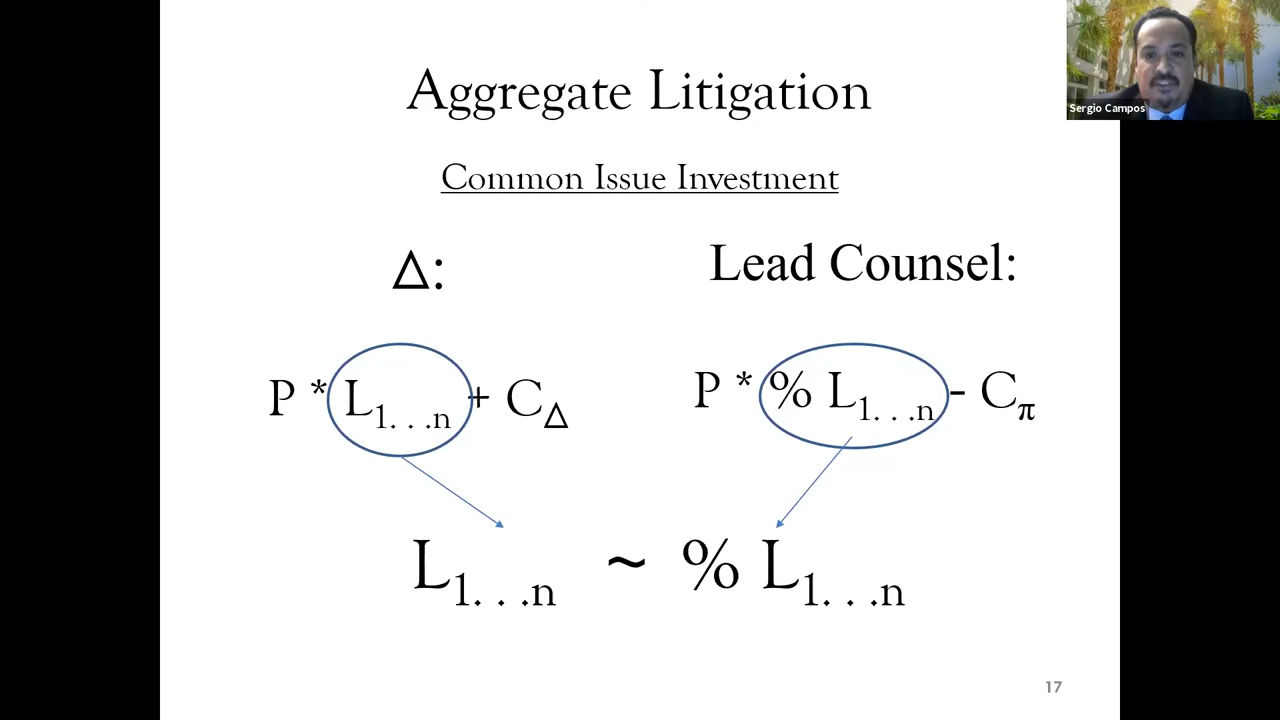 Aggregate Litigation
Sergio Campos
Common Issue Investment
Δ:
Lead Counsel:
P * L1. . .n + CΔ
P * % L1. . .n - Cπ
L1. . .n ~ % L1. . .n
17